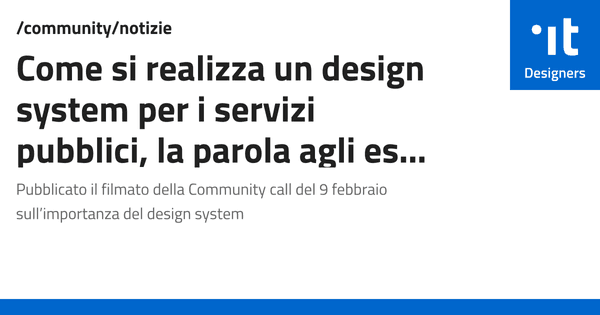 /community/notizie
Come si realizza un design
system per i servizi
pubblici, la parola agli es...
Pubblicato il filmato della Community call del 9 febbraio
sull’importanza del design system
it
Designers